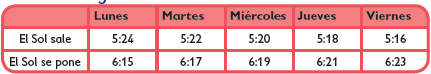 Lunes Martes Miércoles Jueves Viernes
El Sol sale 5:24 5:22 5:20 5:18 5:16
El Sol se pone 6:15 6:17 6:19 6:21 6:23